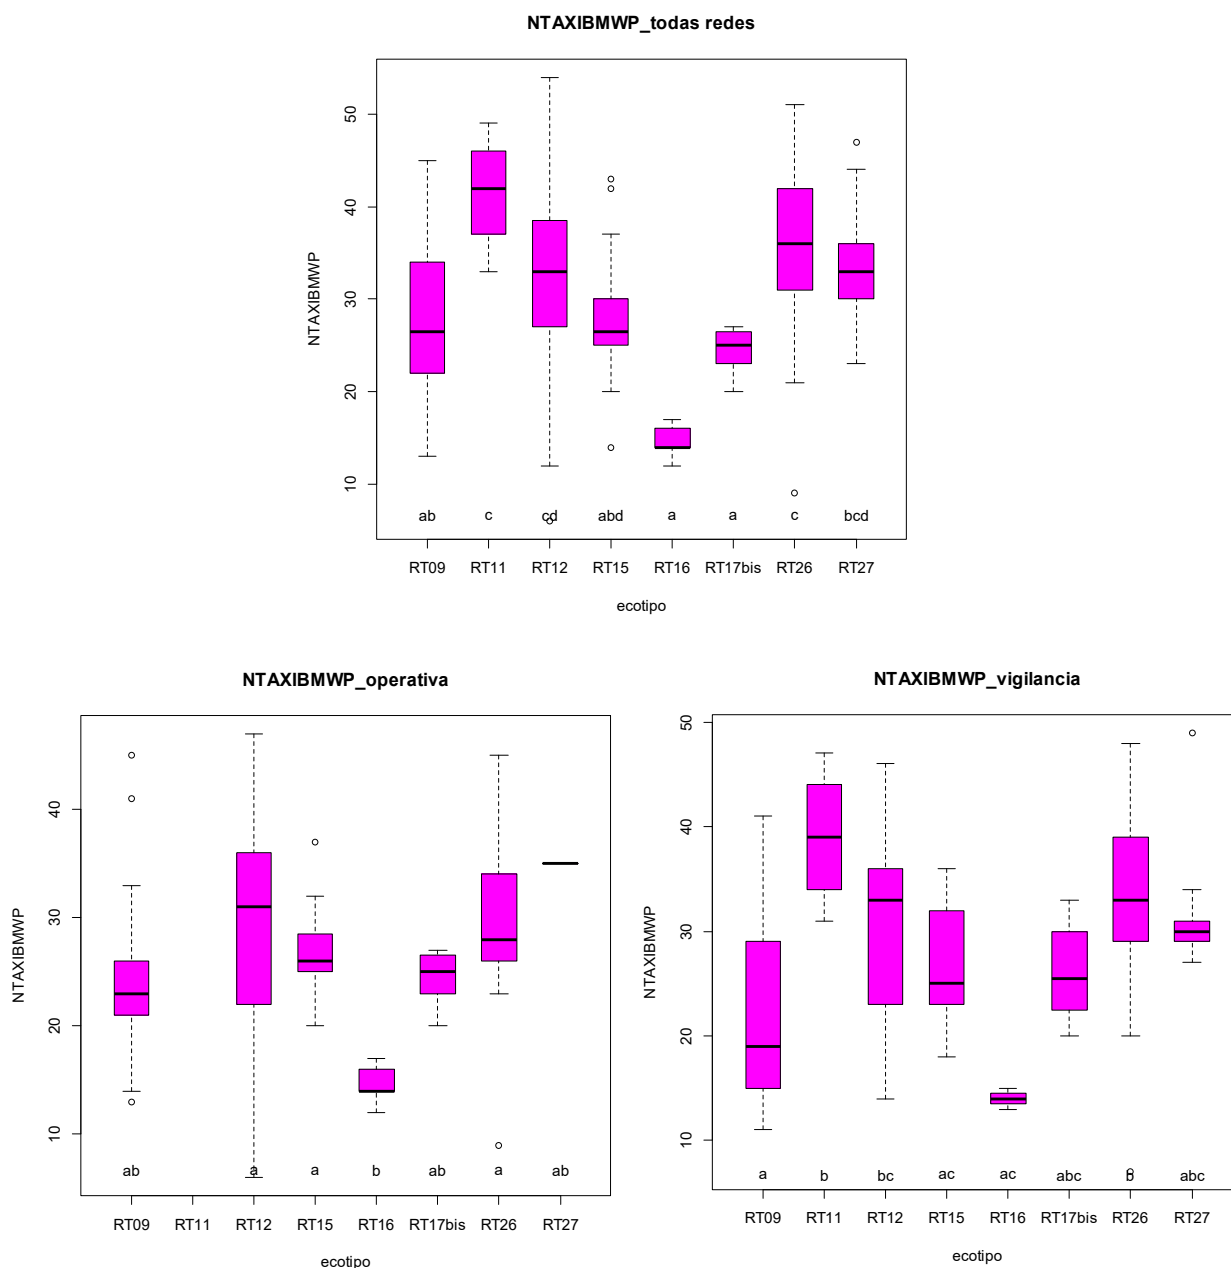 NTAXIBMWP_todas redes
50
40
30
20
10
NTAXIBMWP
ab c cd abd a a c bcd
RT09 RT11 RT12 RT15 RT16 RT17bis RT26 RT27
ecotipo
NTAXIBMWP_operativa
40
30
20
10
NTAXIBMWP
ab a a b ab a ab
RT09 RT11 RT12 RT15 RT16 RT17bis RT26 RT27
ecotipo
NTAXIBMWP_vigilancia
50
40
30
20
10
NTAXIBMWP
a b bc ac ac abc b abc
RT09 RT11 RT12 RT15 RT16 RT17bis RT26 RT27
ecotipo